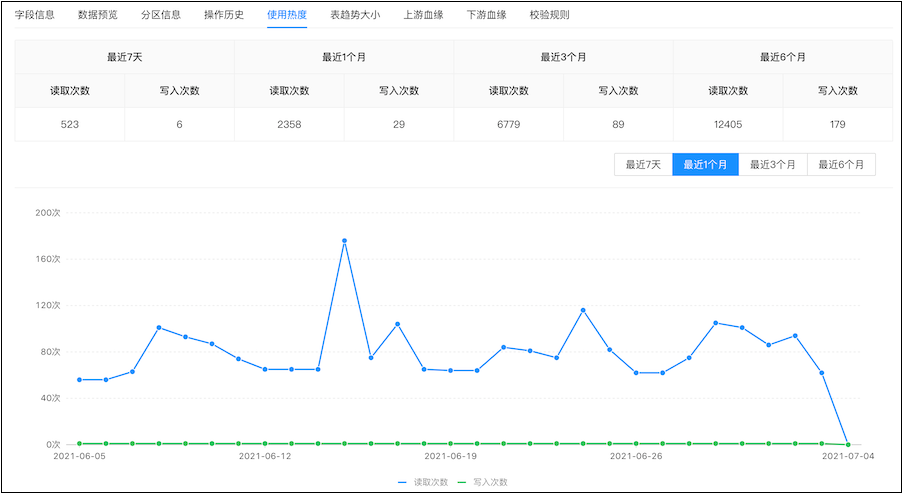 字段信息 数据预览 分区信息 操作历史 使用热度 表趋势大小 上游血缘 下游血缘 校验规则
最近7天 最近1个月 最近3个月 最近6个月
读取次数 写入次数 读取次数 写入次数 读取次数 写入次数 读取次数 写入次数
523 6 2358 29 6779 89 12405 179
最近7天 最近1个月 最近3个月 最近6个月
200次
160次
120次
80次
40次
0次
2021-06-05 2021-06-12 2021-06-19 2021-06-26 2021-07-04
读取次数 写入次数